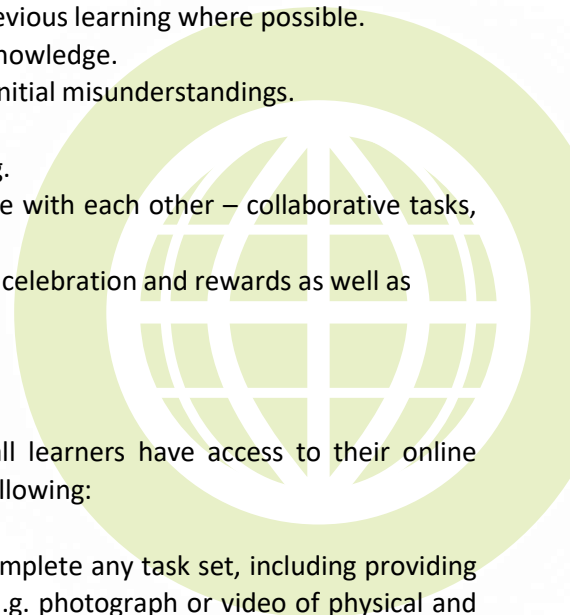 evious learning where possible.
nowledge.
nitial misunderstandings.
g.
e with each other – collaborative tasks,
celebration and rewards as well as
ll learners have access to their online
llowing:
mplete any task set, including providing
.g. photograph or video of physical and